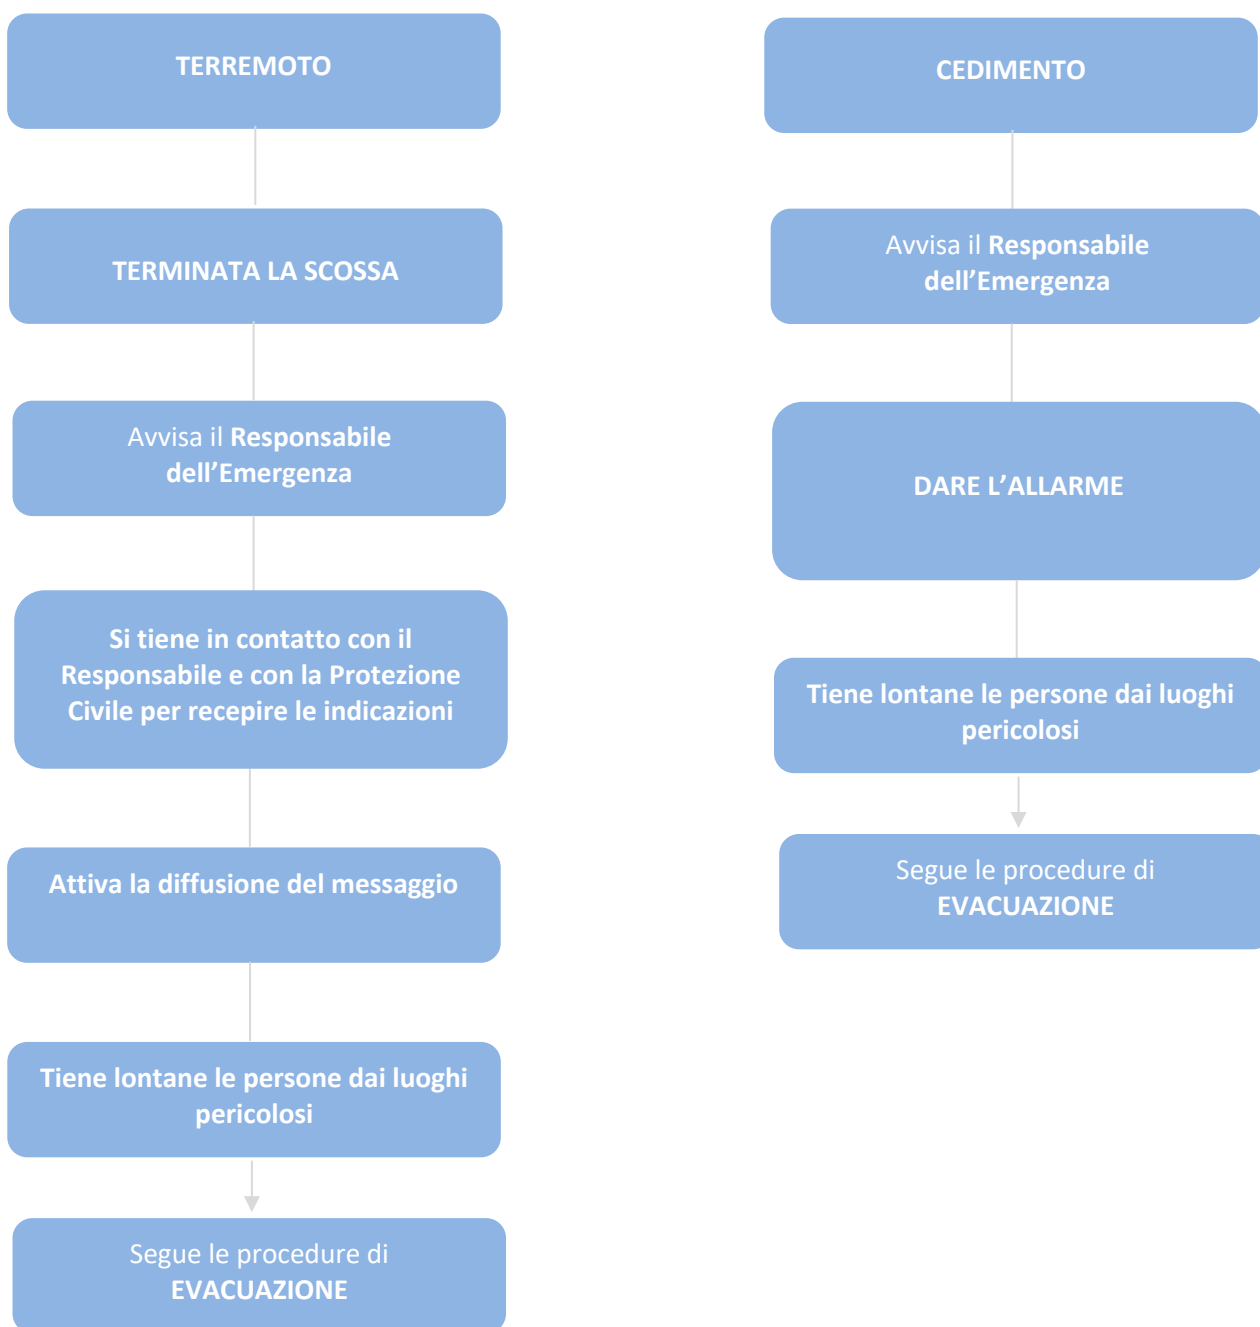 TERREMOTO
TERMINATA LA SCOSSA
Avvisa il Responsabile
dell’Emergenza
Si tiene in contatto con il
Responsabile e con la Protezione
Civile per recepire le indicazioni
Attiva la diffusione del messaggio
Tiene lontane le persone dai luoghi
pericolosi
Segue le procedure di
EVACUAZIONE
CEDIMENTO
Avvisa il Responsabile
dell’Emergenza
DARE L’ALLARME
Tiene lontane le persone dai luoghi
pericolosi
Segue le procedure di
EVACUAZIONE